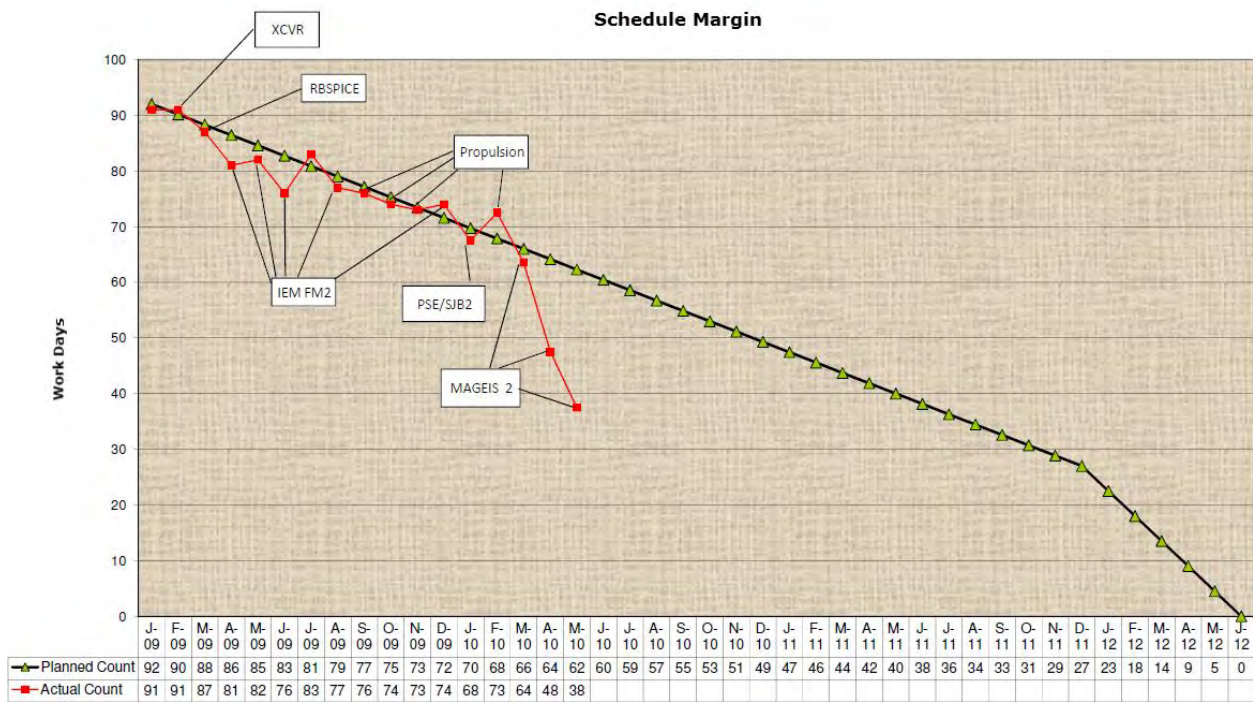 Schedule Margin
XCVR
RBSPICE
Propulsion
IEM FM2
PSE/SJB2
MAGEIS 2
Work Days
100
90
80
70
60
50
40
30
20
10
0
J- F- M- A- M- J- J- A- S- O- N- D- J- F- M- A- M- J- J- A- S- O- N- D- J- F- M- A- M- J- J- A- S- O- N- D- J- F- M- A- M- J-
09 09 09 09 09 09 09 09 09 09 09 09 10 10 10 10 10 10 10 10 10 10 10 10 11 11 11 11 11 11 11 11 11 11 11 11 12 12 12 12 12 12
Planned Count 92 90 88 86 85 83 81 79 77 75 73 72 70 68 66 64 62 60 59 57 55 53 51 49 47 46 44 42 40 38 36 34 33 31 29 27 23 18 14 9 5 0
Actual Count 91 91 87 81 82 76 83 77 76 74 73 74 68 73 64 48 38